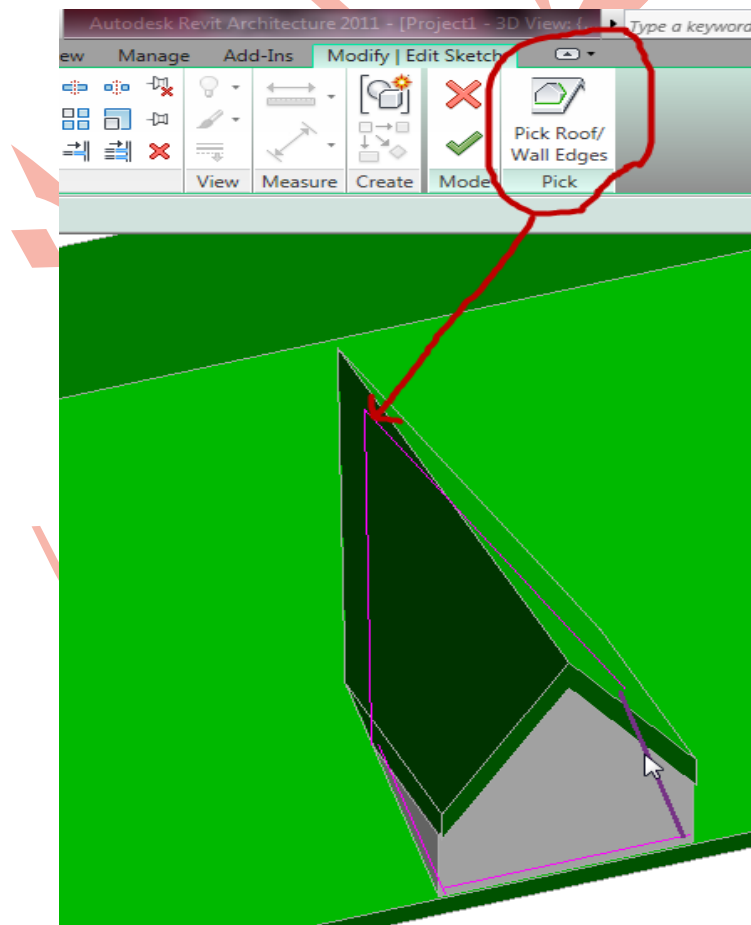 Autodesk Revit Architecture 2011 - [Project1 - 3D View: {
Type a keyword
ew Manage Add-Ins Modify | Edit Sketch
Pick Roof/
Wall Edges
View Measure Create Mode Pick